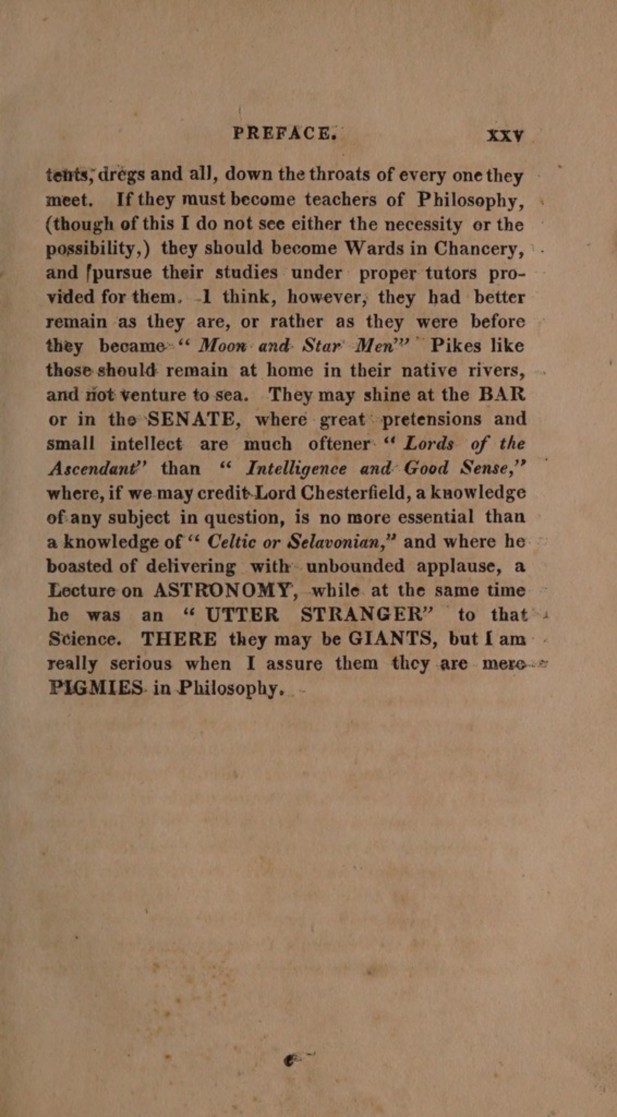 PREFACE. XXV
tents, dregs and all, down the throats of every one they
meet. If they must become teachers of Philosophy,
(though of this I do not see either the necessity or the
possibility,) they should become Wards in Chancery,
and pursue their studies under proper tutors pro-
vided for them. I think, however, they had better
remain as they are, or rather as they were before
they became “ Moon and Star Men” Pikes like
these should remain at home in their native rivers,
and not venture to sea. They may shine at the BAR
or in the SENATE, where great pretensions and
small intellect are much oftener “ Lords of the
Ascendant” than “ Intelligence and Good Sense,”
where, if we may credit Lord Chesterfield, a knowledge
of any subject in question, is no more essential than
a knowledge of “ Celtic or Selavonian,” and where he
boasted of delivering with unbounded applause, a
Lecture on ASTRONOMY, while at the same time
he was an “ UTTER STRANGER” to that
Science. THERE they may be GIANTS, but I am
really serious when I assure them they are mere
PIGMIES in Philosophy.
e